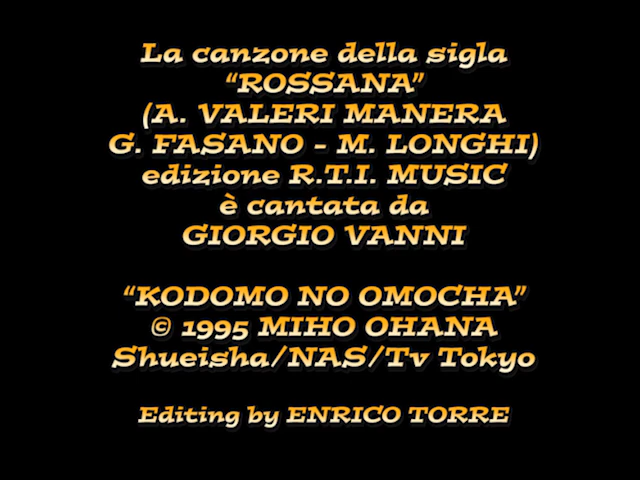 La canzone della sigla
“ROSSANA”
(A. VALERI MANERA
G. FASANO - M. LONGHI)
edizione R.T.I. MUSIC
è cantata da
GIORGIO VANNI
“KODOMO NO OMOCHA”
© 1995 MIHO OHANA
Shueisha/NAS/Tv Tokyo
Editing by ENRICO TORRE